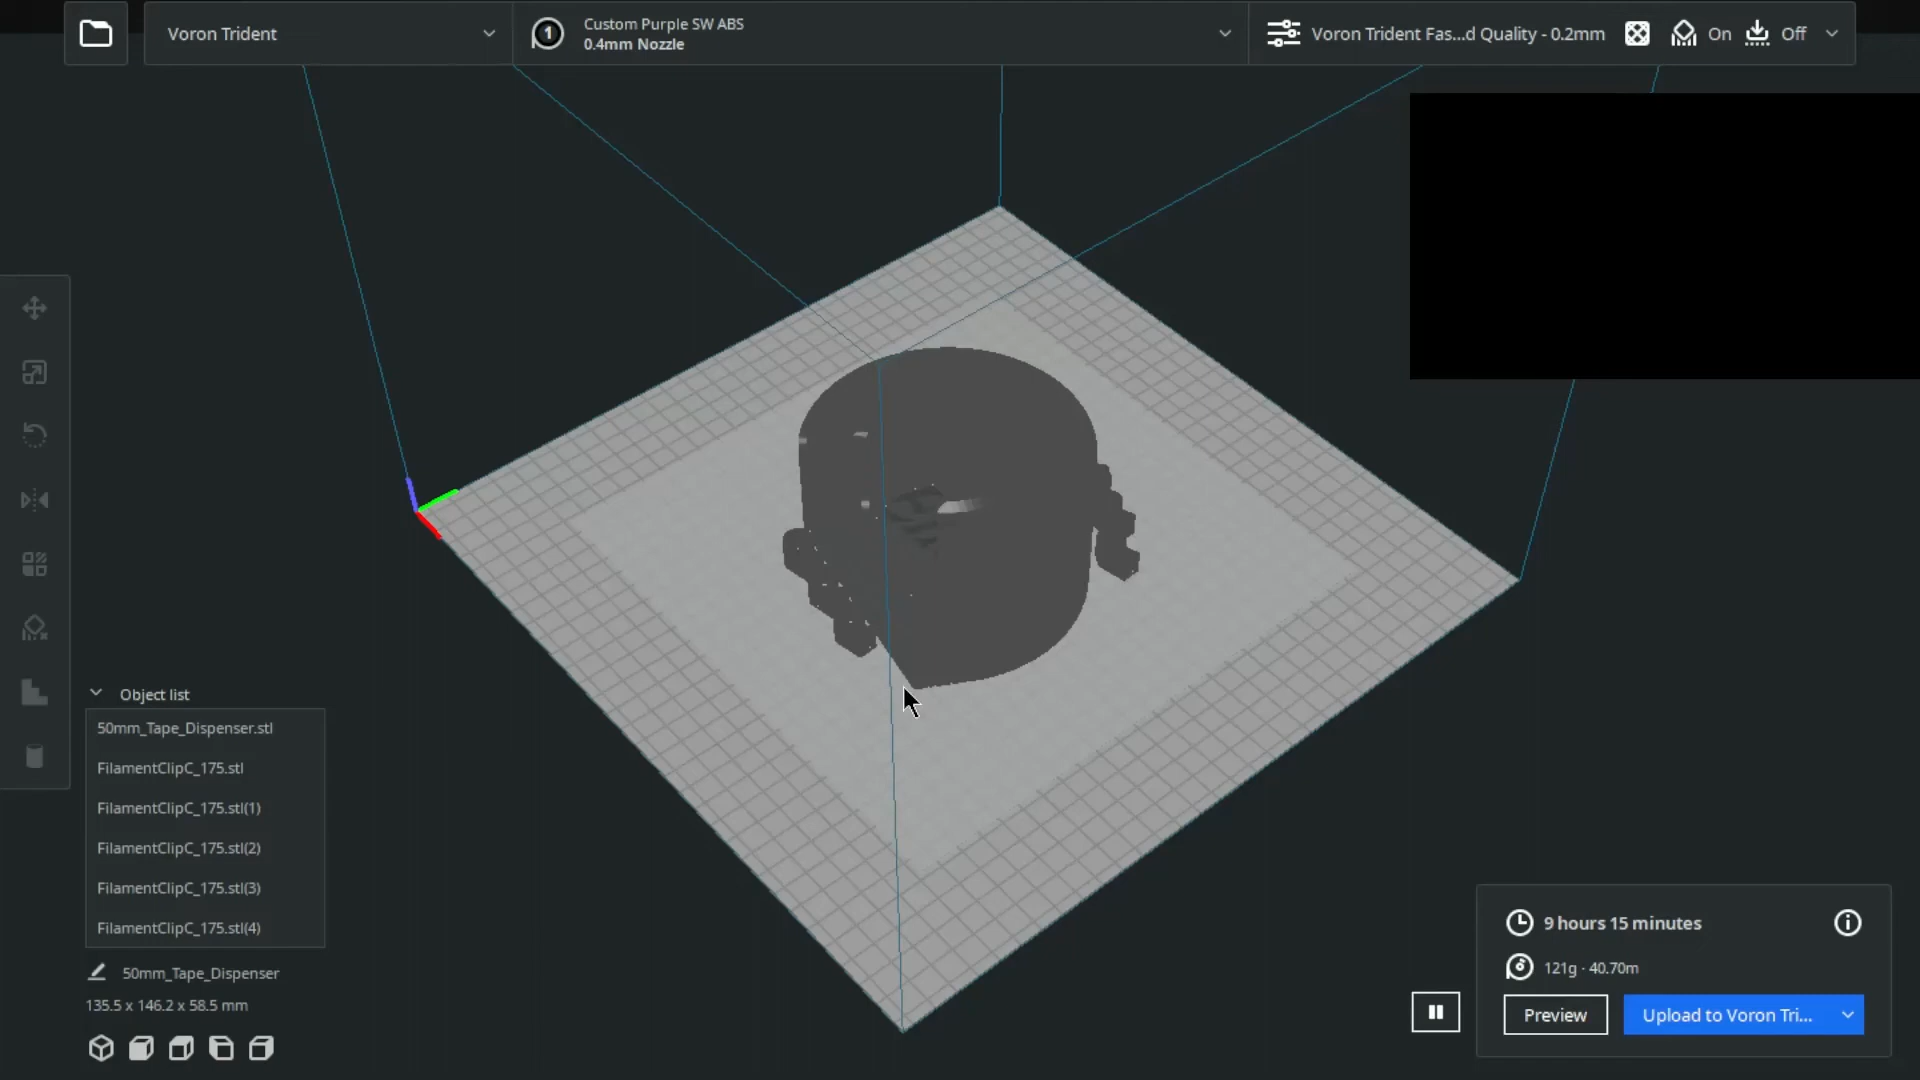 Voron Trident
1
Custom Purple SW ABS
0.4mm Nozzle
Voron Trident Fas...d Quality - 0.2mm
On
Off
Object list
50mm_Tape_Dispenser.stl
FilamentClipC_175.stl
FilamentClipC_175.stl(1)
FilamentClipC_175.stl(2)
FilamentClipC_175.stl(3)
FilamentClipC_175.stl(4)
50mm_Tape_Dispenser
135.5 x 146.2 x 58.5 mm
9 hours 15 minutes
121g · 40.70m
Preview
Upload to Voron Tri...